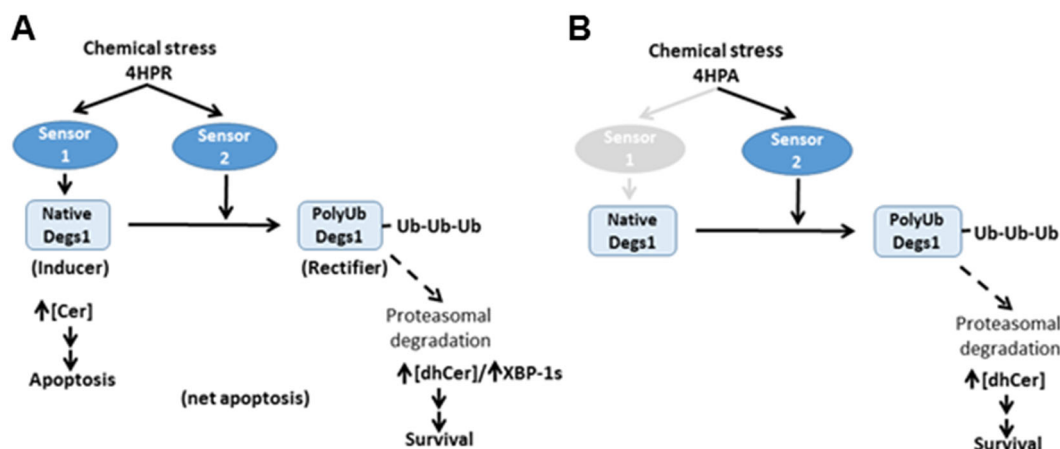 A
Chemical stress
4HPR
Sensor
1
Sensor
2
Native
Degs1
(Inducer)
PolyUb
Degs1
Ub-Ub-Ub
(Rectifier)
↑[Cer]
Apoptosis
(net apoptosis)
Proteasomal
degradation
↑[dhCer]/↑XBP-1s
Survival
B
Chemical stress
4HPA
Sensor
1
Sensor
2
Native
Degs1
PolyUb
Degs1
Ub-Ub-Ub
Proteasomal
degradation
↑[dhCer]
Survival